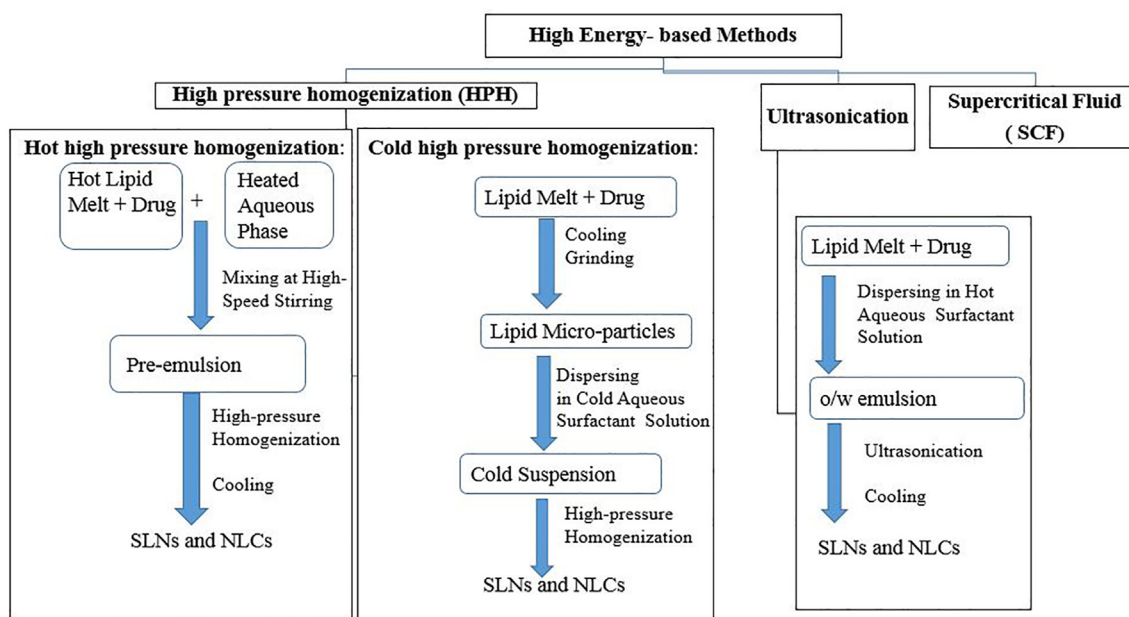 High Energy- based Methods
High pressure homogenization (HPH)
Ultrasonication
Supercritical Fluid
( SCF)
Hot high pressure homogenization:
Hot Lipid
Melt + Drug
+
Heated
Aqueous
Phase
Mixing at High-
Speed Stirring
Pre-emulsion
High-pressure
Homogenization
Cooling
SLNs and NLCs
Cold high pressure homogenization:
Lipid Melt + Drug
Cooling
Grinding
Lipid Micro-particles
Dispersing
in Cold Aqueous
Surfactant Solution
Cold Suspension
High-pressure
Homogenization
SLNs and NLCs
Lipid Melt + Drug
Dispersing in Hot
Aqueous Surfactant
Solution
o/w emulsion
Ultrasonication
Cooling
SLNs and NLCs